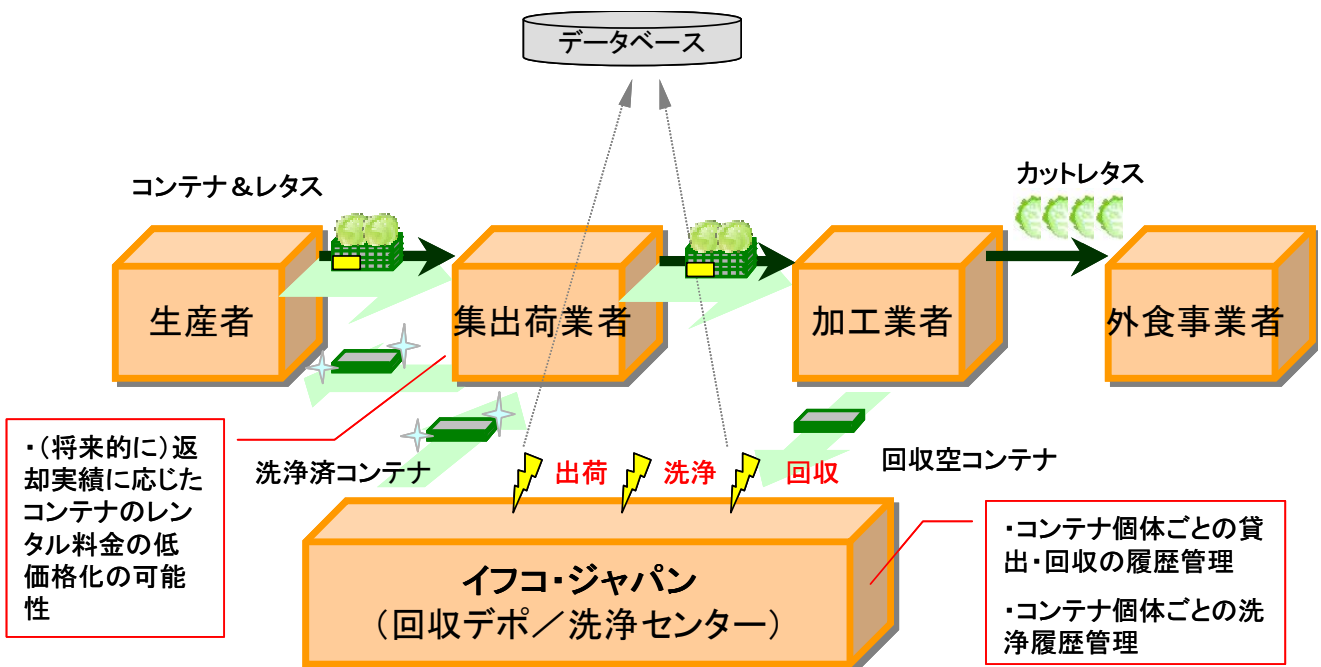 データベース
コンテナ＆レタス
カットレタス
生産者
集出荷業者
加工業者
外食事業者
・（将来的に）返
却実績に応じた
コンテナのレン
タル料金の低
価格化の可能
性
洗浄済コンテナ
出荷
洗浄
回収
回収空コンテナ
イフコ・ジャパン
（回収デポ／洗浄センター）
・コンテナ個体ごとの貸
出・回収の履歴管理
・コンテナ個体ごとの洗
浄履歴管理